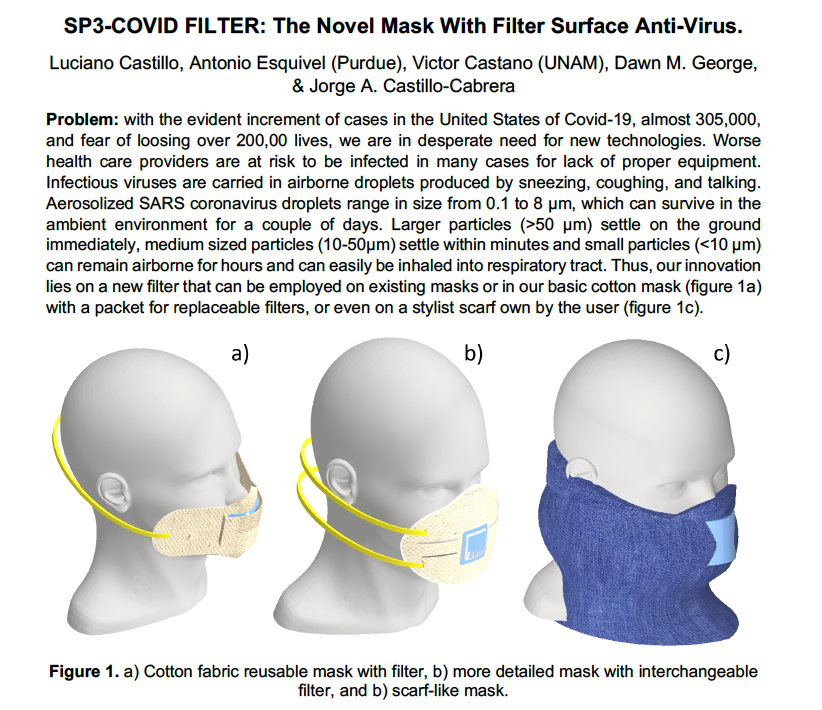 SP3-COVID FILTER: The Novel Mask With Filter Surface Anti-Virus.
Luciano Castillo, Antonio Esquivel (Purdue), Victor Castano (UNAM), Dawn M. George,
& Jorge A. Castillo-Cabrera
Problem: with the evident increment of cases in the United States of Covid-19, almost 305,000,
and fear of loosing over 200,00 lives, we are in desperate need for new technologies. Worse
health care providers are at risk to be infected in many cases for lack of proper equipment.
Infectious viruses are carried in airborne droplets produced by sneezing, coughing, and talking.
Aerosolized SARS coronavirus droplets range in size from 0.1 to 8 µm, which can survive in the
ambient environment for a couple of days. Larger particles (>50 µm) settle on the ground
immediately, medium sized particles (10-50µm) settle within minutes and small particles (<10 µm)
can remain airborne for hours and can easily be inhaled into respiratory tract. Thus, our innovation
lies on a new filter that can be employed on existing masks or in our basic cotton mask (figure 1a)
with a packet for replaceable filters, or even on a stylist scarf own by the user (figure 1c).
a)
b)
c)
Figure 1. a) Cotton fabric reusable mask with filter, b) more detailed mask with interchangeable
filter, and b) scarf-like mask.